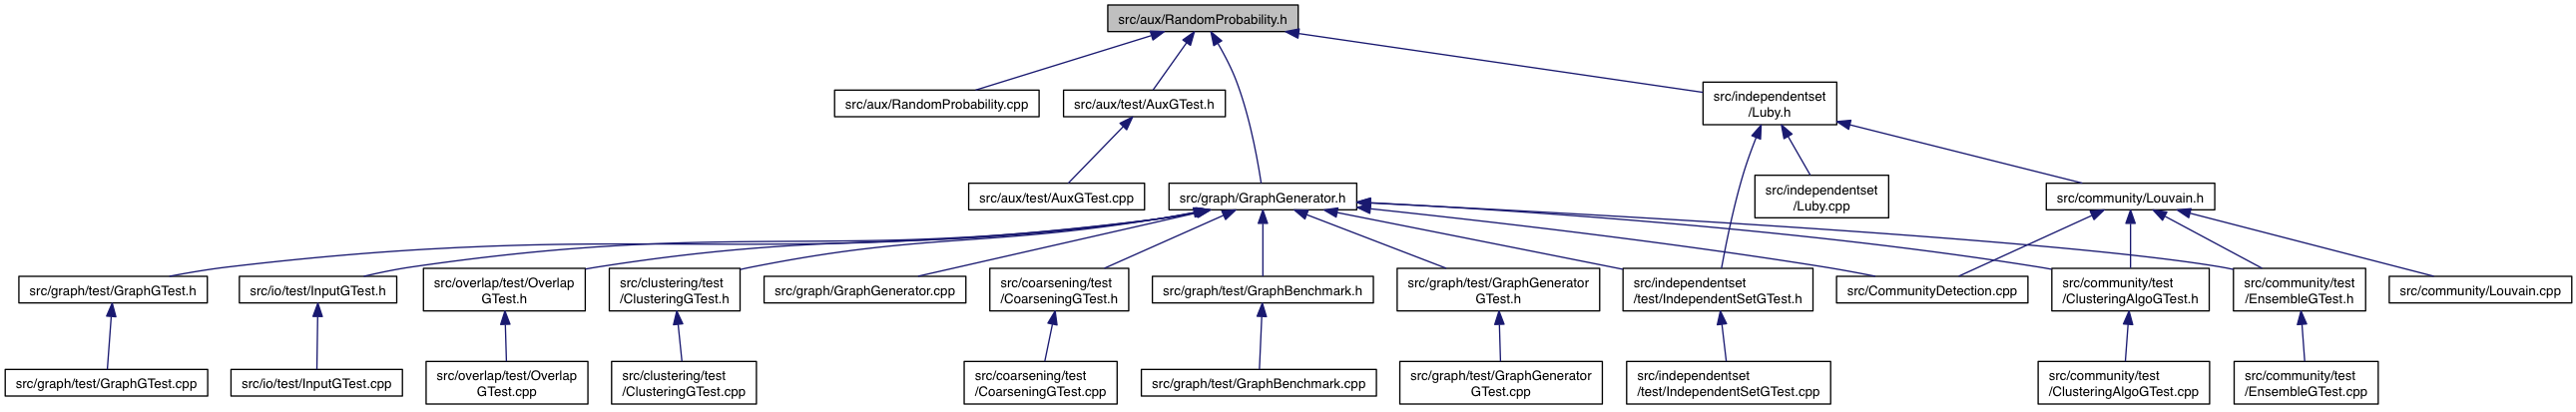 src/aux/RandomProbability.h
src/aux/RandomProbability.cpp
src/aux/test/AuxGTest.h
src/independentset
/Luby.h
src/aux/test/AuxGTest.cpp
src/graph/GraphGenerator.h
src/independentset
/Luby.cpp
src/community/Louvain.h
src/graph/test/GraphGTest.h
src/io/test/InputGTest.h
src/overlap/test/Overlap
GTest.h
src/clustering/test
/ClusteringGTest.h
src/graph/GraphGenerator.cpp
src/coarsening/test
/CoarseningGTest.h
src/graph/test/GraphBenchmark.h
src/graph/test/GraphGenerator
GTest.h
src/independentset
/test/IndependentSetGTest.h
src/CommunityDetection.cpp
src/community/test
/ClusteringAlgoGTest.h
src/community/test
/EnsembleGTest.h
src/community/Louvain.cpp
src/graph/test/GraphGTest.cpp
src/io/test/InputGTest.cpp
src/overlap/test/Overlap
GTest.cpp
src/clustering/test
/ClusteringGTest.cpp
src/coarsening/test
/CoarseningGTest.cpp
src/graph/test/GraphBenchmark.cpp
src/graph/test/GraphGenerator
GTest.cpp
src/independentset
/test/IndependentSetGTest.cpp
src/community/test
/ClusteringAlgoGTest.cpp
src/community/test
/EnsembleGTest.cpp